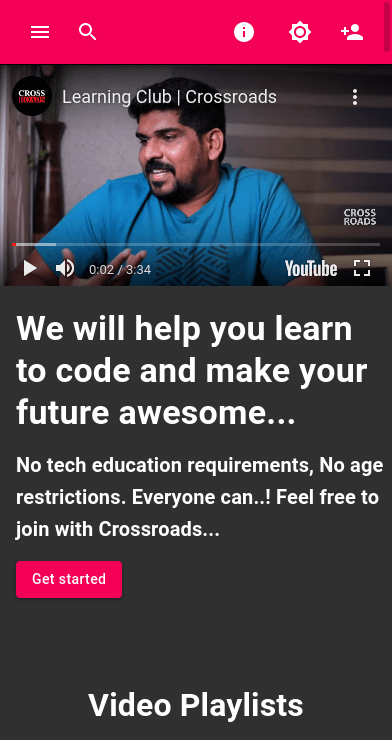 CROSS
ROADS
Learning Club | Crossroads
CROSS
ROADS
0:02 / 3:34
YouTube
We will help you learn
to code and make your
future awesome...
No tech education requirements, No age
restrictions. Everyone can..! Feel free to
join with Crossroads...
Get started
Video Playlists